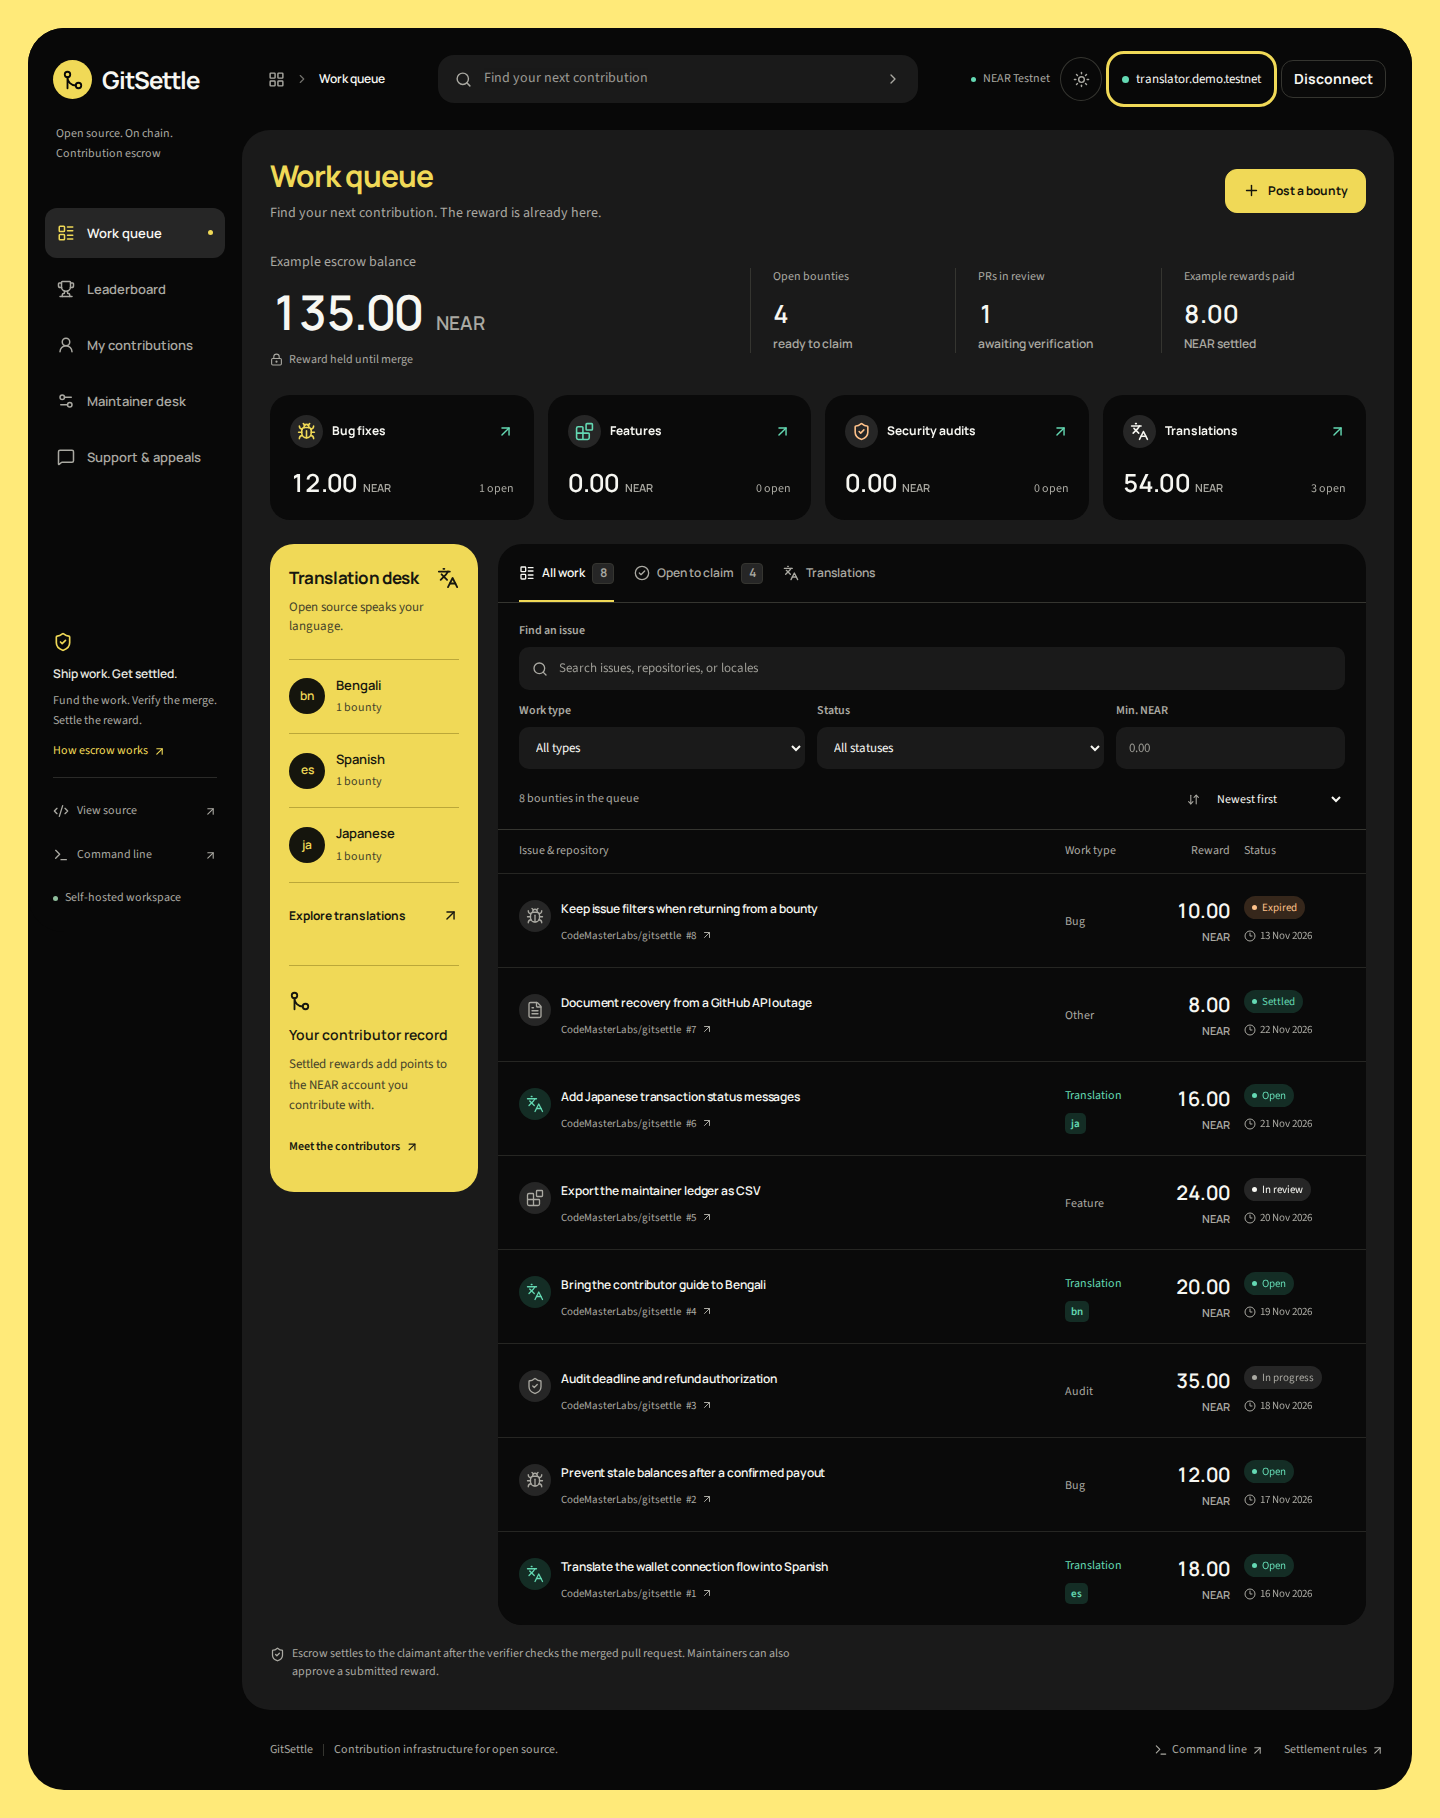 GitSettle
Work queue
Find your next contribution
NEAR Testnet
translator.demo.testnet
Disconnect
Open source. On chain.
Contribution escrow
Work queue
Leaderboard
My contributions
Maintainer desk
Support & appeals
Ship work. Get settled.
Fund the work. Verify the merge.
Settle the reward.
How escrow works
View source
Command line
Self-hosted workspace
Work queue
Find your next contribution. The reward is already here.
Post a bounty
Example escrow balance
135.00 NEAR
Reward held until merge
Open bounties
4
ready to claim
PRs in review
1
awaiting verification
Example rewards paid
8.00
NEAR settled
Bug fixes
12.00 NEAR
1 open
Features
0.00 NEAR
0 open
Security audits
0.00 NEAR
0 open
Translations
54.00 NEAR
3 open
Translation desk
Open source speaks your
language.
bn
Bengali
1 bounty
es
Spanish
1 bounty
ja
Japanese
1 bounty
Explore translations
Your contributor record
Settled rewards add points to
the NEAR account you
contribute with.
Meet the contributors
All work 8
Open to claim 4
Translations
Find an issue
Search issues, repositories, or locales
Work type
Status
Min. NEAR
All types
All statuses
0.00
8 bounties in the queue
Newest first
Issue & repository
Work type
Reward
Status
Keep issue filters when returning from a bounty
CodeMasterLabs/gitsettle #8
Bug
10.00
NEAR
Expired
13 Nov 2026
Document recovery from a GitHub API outage
CodeMasterLabs/gitsettle #7
Other
8.00
NEAR
Settled
22 Nov 2026
Add Japanese transaction status messages
CodeMasterLabs/gitsettle #6
Translation
ja
16.00
NEAR
Open
21 Nov 2026
Export the maintainer ledger as CSV
CodeMasterLabs/gitsettle #5
Feature
24.00
NEAR
In review
20 Nov 2026
Bring the contributor guide to Bengali
CodeMasterLabs/gitsettle #4
Translation
bn
20.00
NEAR
Open
19 Nov 2026
Audit deadline and refund authorization
CodeMasterLabs/gitsettle #3
Audit
35.00
NEAR
In progress
18 Nov 2026
Prevent stale balances after a confirmed payout
CodeMasterLabs/gitsettle #2
Bug
12.00
NEAR
Open
17 Nov 2026
Translate the wallet connection flow into Spanish
CodeMasterLabs/gitsettle #1
Translation
es
18.00
NEAR
Open
16 Nov 2026
Escrow settles to the claimant after the verifier checks the merged pull request. Maintainers can also
approve a submitted reward.
GitSettle
Contribution infrastructure for open source.
Command line
Settlement rules